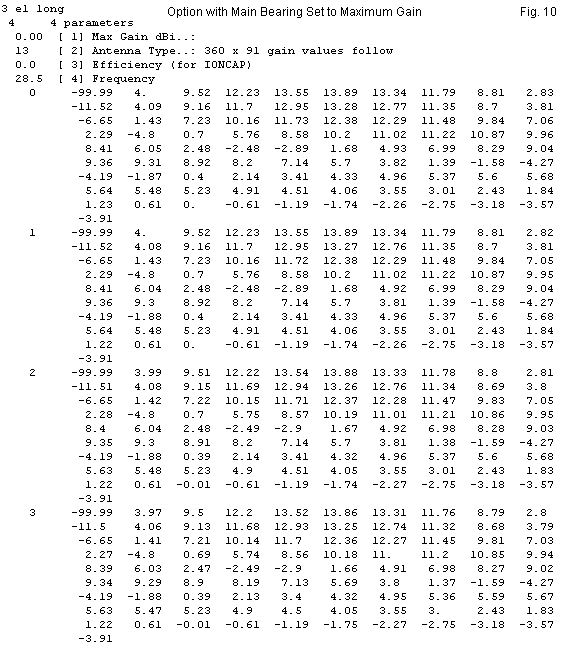 3 el long Option with Main Bearing Set to Maximum Gain Fig. 10
4 4 parameters
0.00 [ 1] Max Gain dBi..:
13 [ 2] Antenna Type..: 360 x 91 gain values follow
0.0 [ 3] Efficiency (for IONCAP)
28.5 [ 4] Frequency
0 -99.99 4. 9.52 12.23 13.55 13.89 13.34 11.79 8.81 2.83
-11.52 4.09 9.16 11.7 12.95 13.28 12.77 11.35 8.7 3.81
-6.65 1.43 7.23 10.16 11.73 12.38 12.29 11.48 9.84 7.06
2.29 -4.8 0.7 5.76 8.58 10.2 11.02 11.22 10.87 9.96
8.41 6.05 2.48 -2.48 -2.89 1.68 4.93 6.99 8.29 9.04
9.36 9.31 8.92 8.2 7.14 5.7 3.82 1.39 -1.58 -4.27
-4.19 -1.87 0.4 2.14 3.41 4.33 4.96 5.37 5.6 5.68
5.64 5.48 5.23 4.91 4.51 4.06 3.55 3.01 2.43 1.84
1.23 0.61 0. -0.61 -1.19 -1.74 -2.26 -2.75 -3.18 -3.57
-3.91
1 -99.99 4. 9.52 12.23 13.55 13.89 13.34 11.79 8.81 2.82
-11.52 4.08 9.16 11.7 12.95 13.27 12.76 11.35 8.7 3.81
-6.65 1.43 7.23 10.16 11.72 12.38 12.29 11.48 9.84 7.05
2.29 -4.8 0.7 5.76 8.58 10.2 11.02 11.22 10.87 9.95
8.41 6.04 2.48 -2.48 -2.89 1.68 4.92 6.99 8.29 9.04
9.36 9.3 8.92 8.2 7.14 5.7 3.81 1.39 -1.58 -4.27
-4.19 -1.88 0.4 2.14 3.41 4.33 4.96 5.37 5.6 5.68
5.64 5.48 5.23 4.91 4.51 4.06 3.55 3.01 2.43 1.84
1.22 0.61 0. -0.61 -1.19 -1.74 -2.26 -2.75 -3.18 -3.57
-3.91
2 -99.99 3.99 9.51 12.22 13.54 13.88 13.33 11.78 8.8 2.81
-11.51 4.08 9.15 11.69 12.94 13.26 12.76 11.34 8.69 3.8
-6.65 1.42 7.22 10.15 11.71 12.37 12.28 11.47 9.83 7.05
2.28 -4.8 0.7 5.75 8.57 10.19 11.01 11.21 10.86 9.95
8.4 6.04 2.48 -2.49 -2.9 1.67 4.92 6.98 8.28 9.03
9.35 9.3 8.91 8.2 7.14 5.7 3.81 1.38 -1.59 -4.27
-4.19 -1.88 0.39 2.14 3.41 4.32 4.96 5.37 5.6 5.68
5.63 5.48 5.23 4.9 4.51 4.05 3.55 3.01 2.43 1.83
1.22 0.61 -0.01 -0.61 -1.19 -1.74 -2.27 -2.75 -3.18 -3.57
-3.91
3 -99.99 3.97 9.5 12.2 13.52 13.86 13.31 11.76 8.79 2.8
-11.5 4.06 9.13 11.68 12.93 13.25 12.74 11.32 8.68 3.79
-6.65 1.41 7.21 10.14 11.7 12.36 12.27 11.45 9.81 7.03
2.27 -4.8 0.69 5.74 8.56 10.18 11. 11.2 10.85 9.94
8.39 6.03 2.47 -2.49 -2.9 1.66 4.91 6.98 8.27 9.02
9.34 9.29 8.9 8.19 7.13 5.69 3.8 1.37 -1.59 -4.27
-4.19 -1.88 0.39 2.13 3.4 4.32 4.95 5.36 5.59 5.67
5.63 5.47 5.23 4.9 4.5 4.05 3.55 3. 2.43 1.83
1.22 0.61 -0.01 -0.61 -1.19 -1.75 -2.27 -2.75 -3.18 -3.57
-3.91